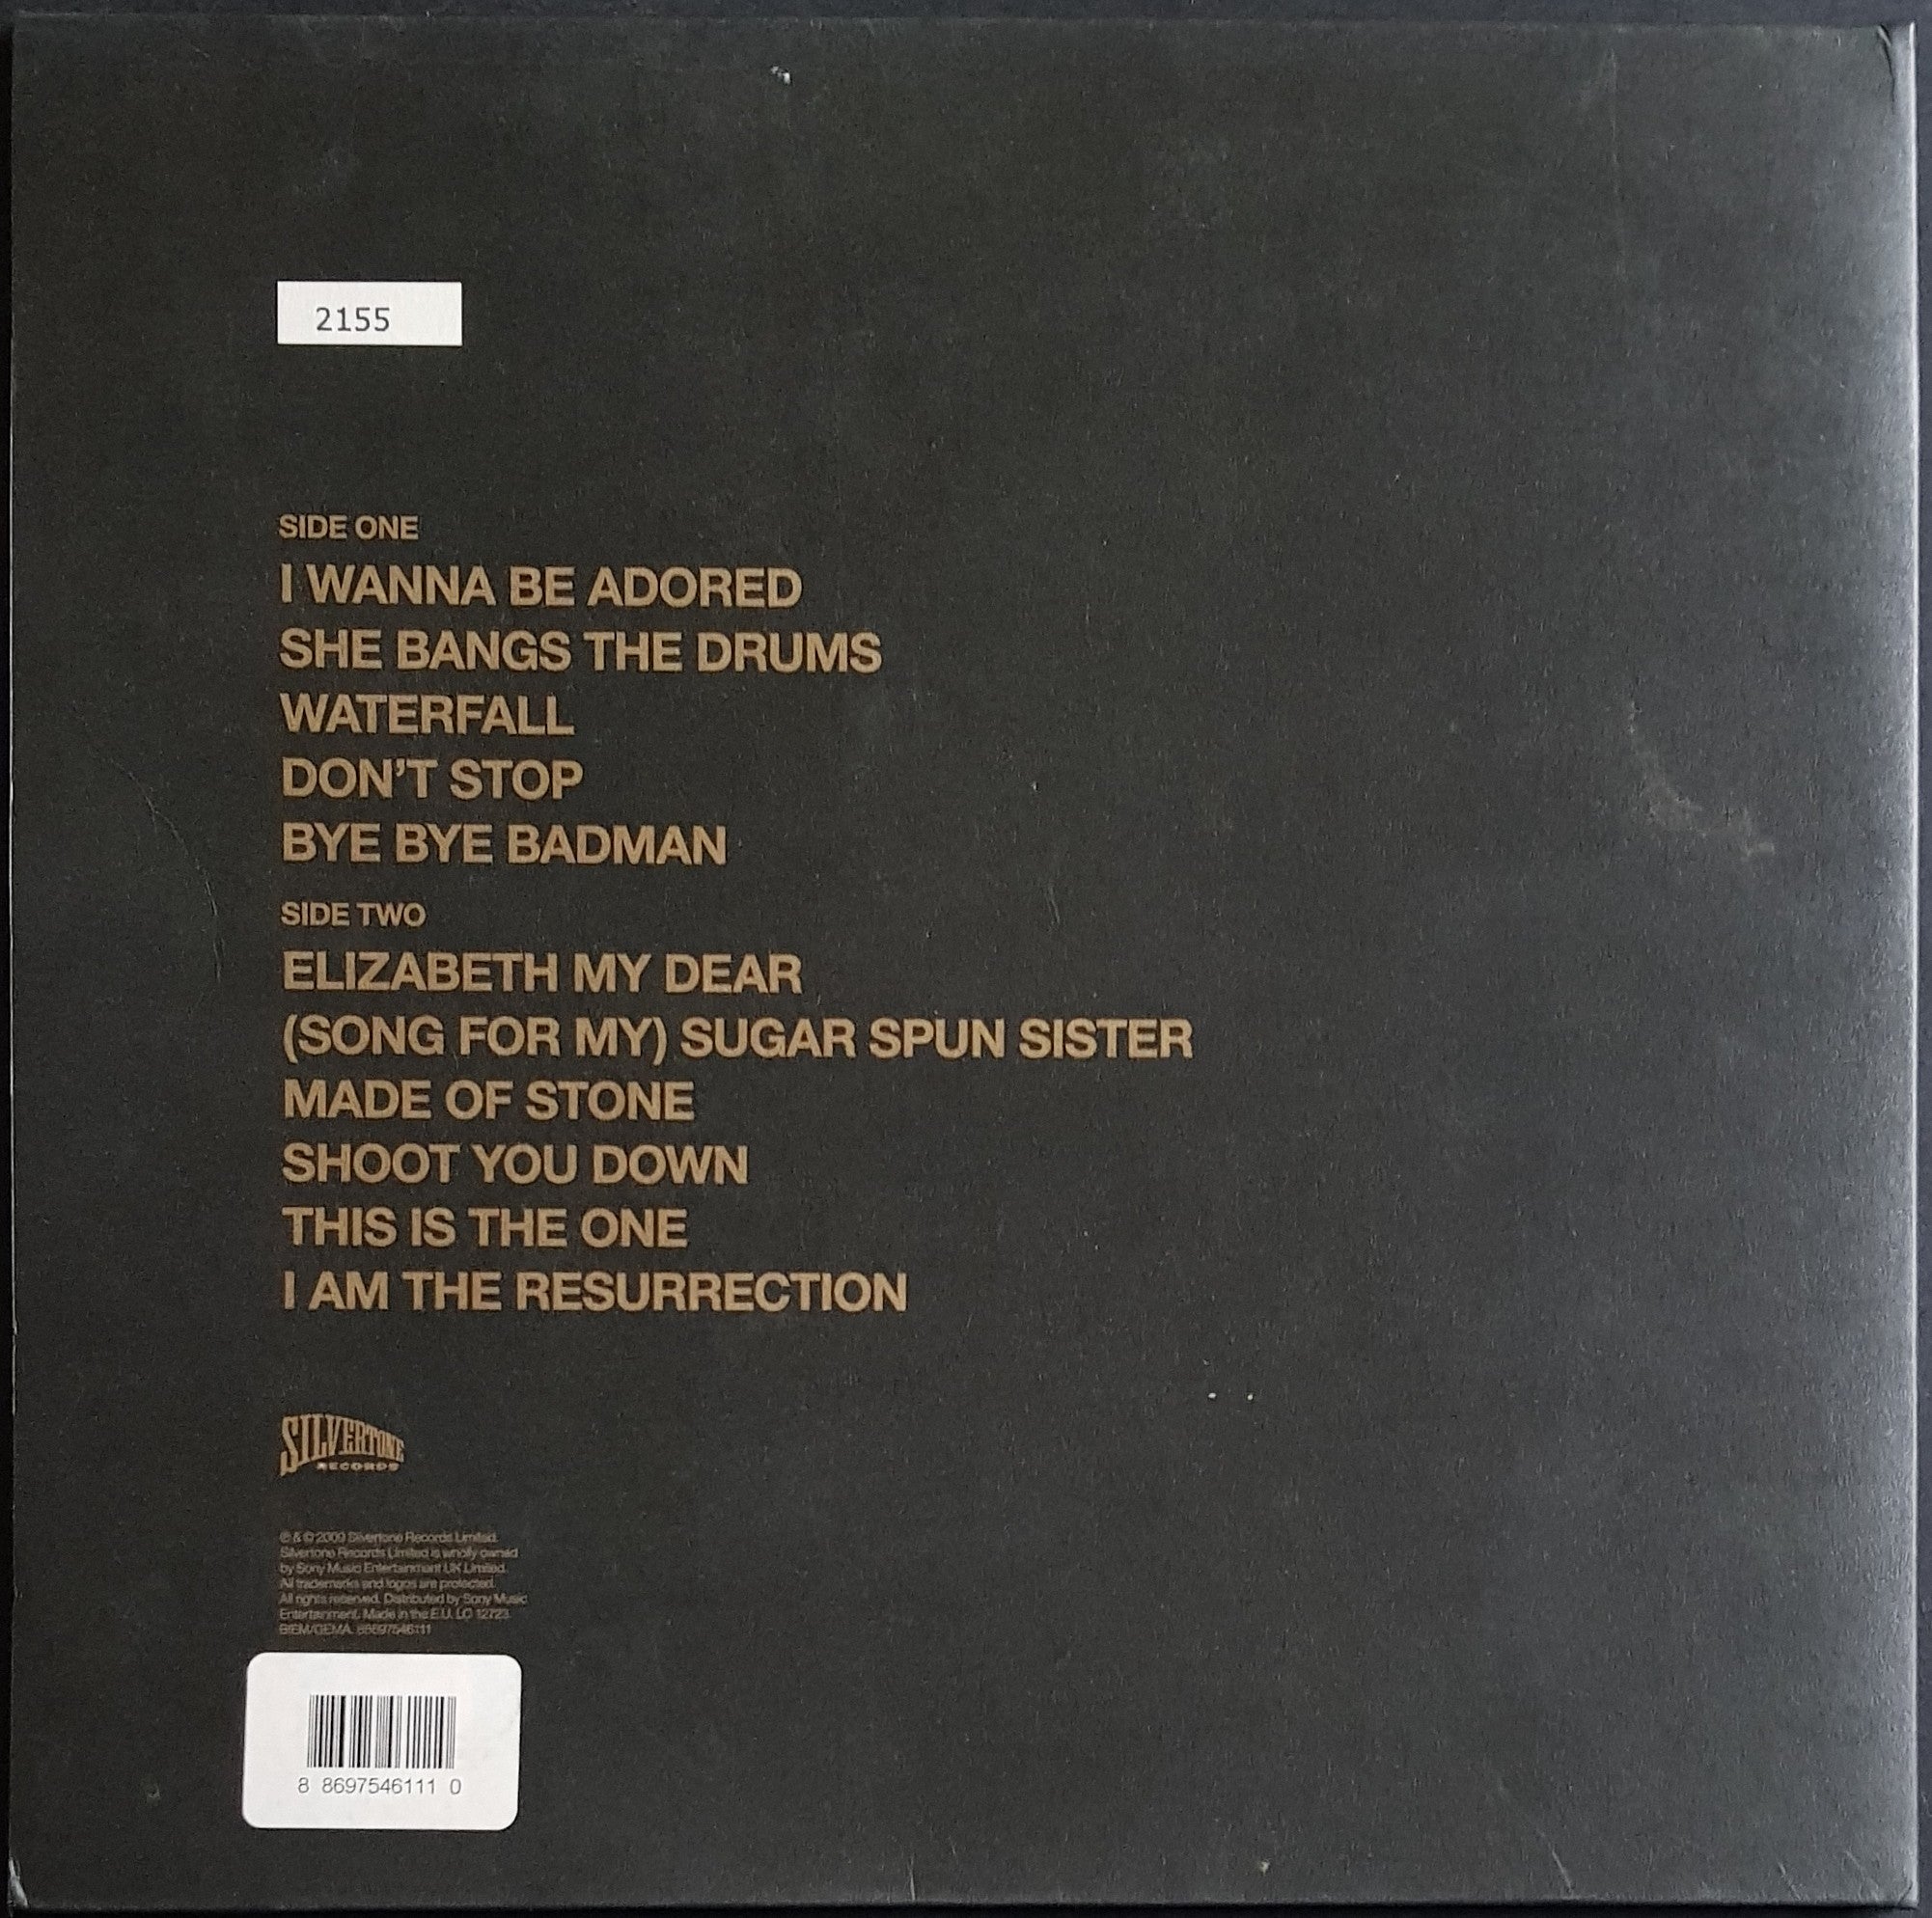 2155
SIDE ONE
I WANNA BE ADORED
SHE BANGS THE DRUMS
WATERFALL
DON'T STOP
BYE BYE BADMAN
SIDE TWO
ELIZABETH MY DEAR
(SONG FOR MY) SUGAR SPUN SISTER
MADE OF STONE
SHOOT YOU DOWN
THIS IS THE ONE
I AM THE RESURRECTION
SILVERTONE
RECORDS
℗ & © 2009 Silvertone Records Limited.
Silvertone Records Limited is wholly owned
by Sony Music Entertainment UK Limited.
All trademarks and logos are protected.
All rights reserved. Distributed by Sony Music
Entertainment. Made in the E.U. LC 12723.
BIEM/GEMA. 88697546111
8 8697546111 0